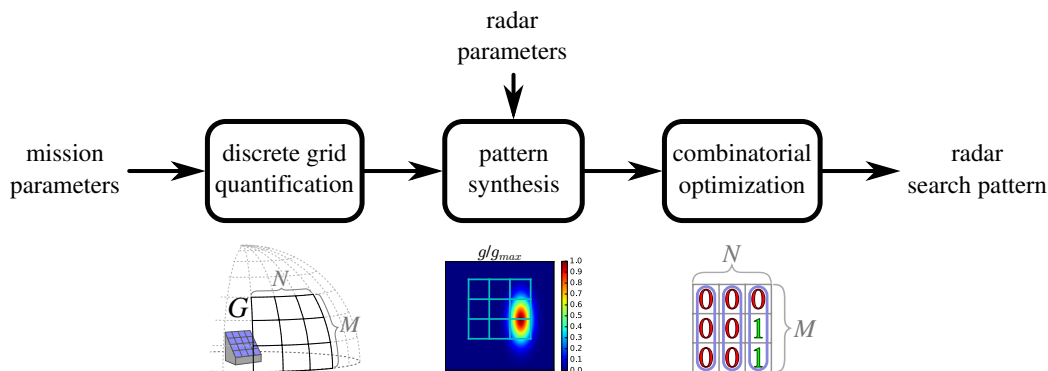 radar
parameters
mission
parameters
discrete grid
quantification
pattern
synthesis
combinatorial
optimization
radar
search pattern
N
G
M
g/g_max
1.0
0.9
0.8
0.7
0.6
0.5
0.4
0.3
0.2
0.1
0.0
N
0 0 0
0 0 1
0 0 1
M